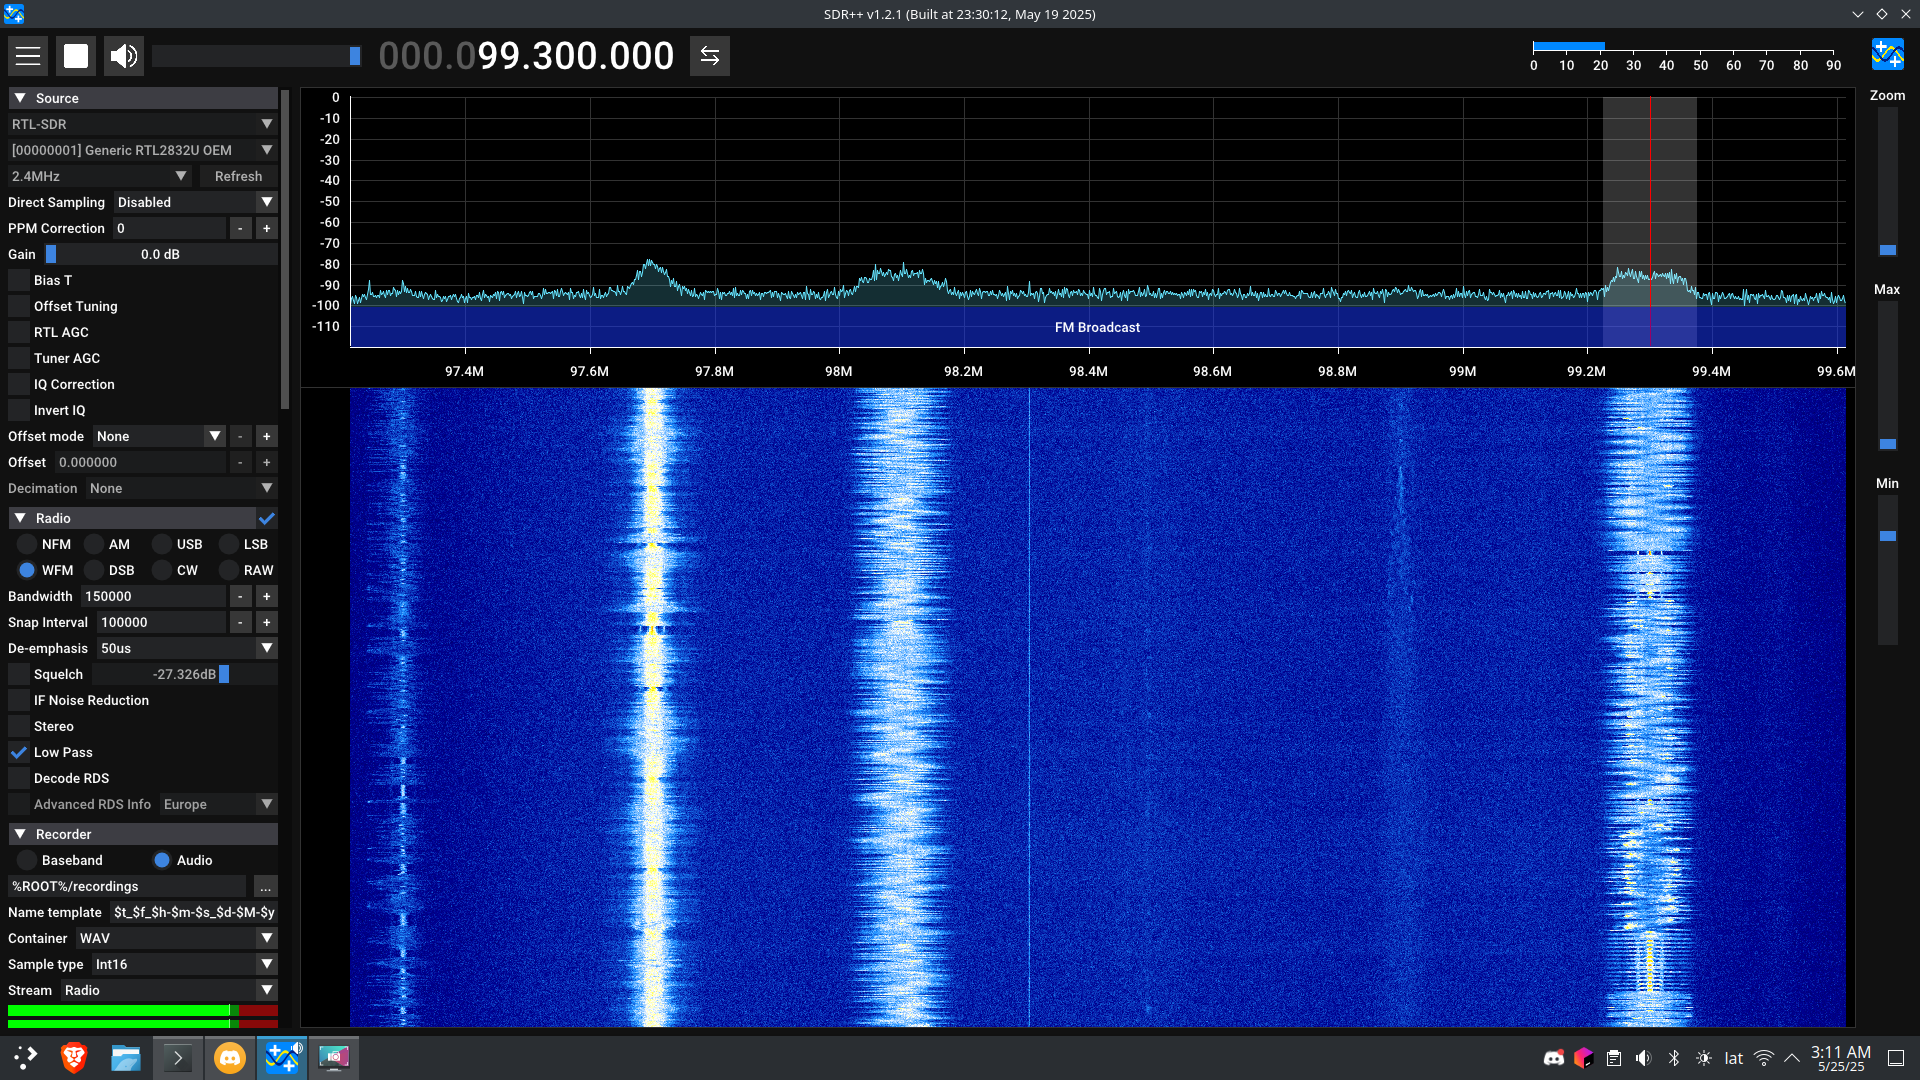 SDR++ v1.2.1 (Built at 23:30:12, May 19 2025)
000.099.300.000
0 10 20 30 40 50 60 70 80 90
Source
RTL-SDR
[00000001] Generic RTL2832U OEM
2.4MHz Refresh
Direct Sampling Disabled
PPM Correction 0 - +
Gain 0.0 dB
Bias T
Offset Tuning
RTL AGC
Tuner AGC
IQ Correction
Invert IQ
Offset mode None - +
Offset 0.000000 - +
Decimation None
Radio
NFM AM USB LSB
WFM DSB CW RAW
Bandwidth 150000 - +
Snap Interval 100000 - +
De-emphasis 50us
Squelch -27.326dB
IF Noise Reduction
Stereo
Low Pass
Decode RDS
Advanced RDS Info Europe
Recorder
Baseband Audio
%ROOT%/recordings ...
Name template $t_$f_$h-$m-$s_$d-$M-$y
Container WAV
Sample type Int16
Stream Radio
0
-10
-20
-30
-40
-50
-60
-70
-80
-90
-100
-110
FM Broadcast
97.4M 97.6M 97.8M 98M 98.2M 98.4M 98.6M 98.8M 99M 99.2M 99.4M 99.6M
Zoom
Max
Min
lat
3:11 AM
5/25/25